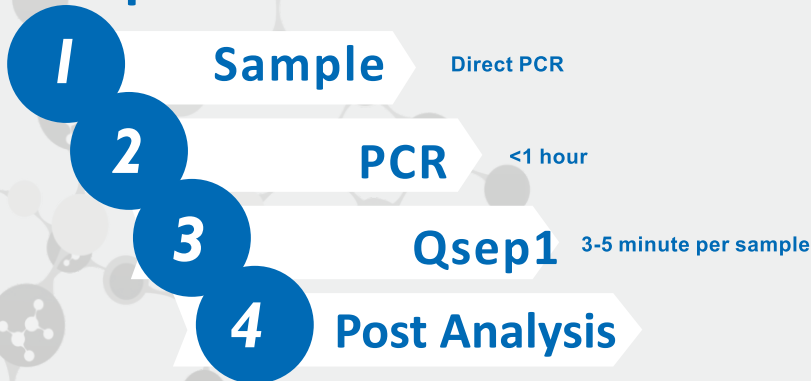 1
Sample
Direct PCR
2
PCR
<1 hour
3
Qsep1
3-5 minute per sample
4
Post Analysis